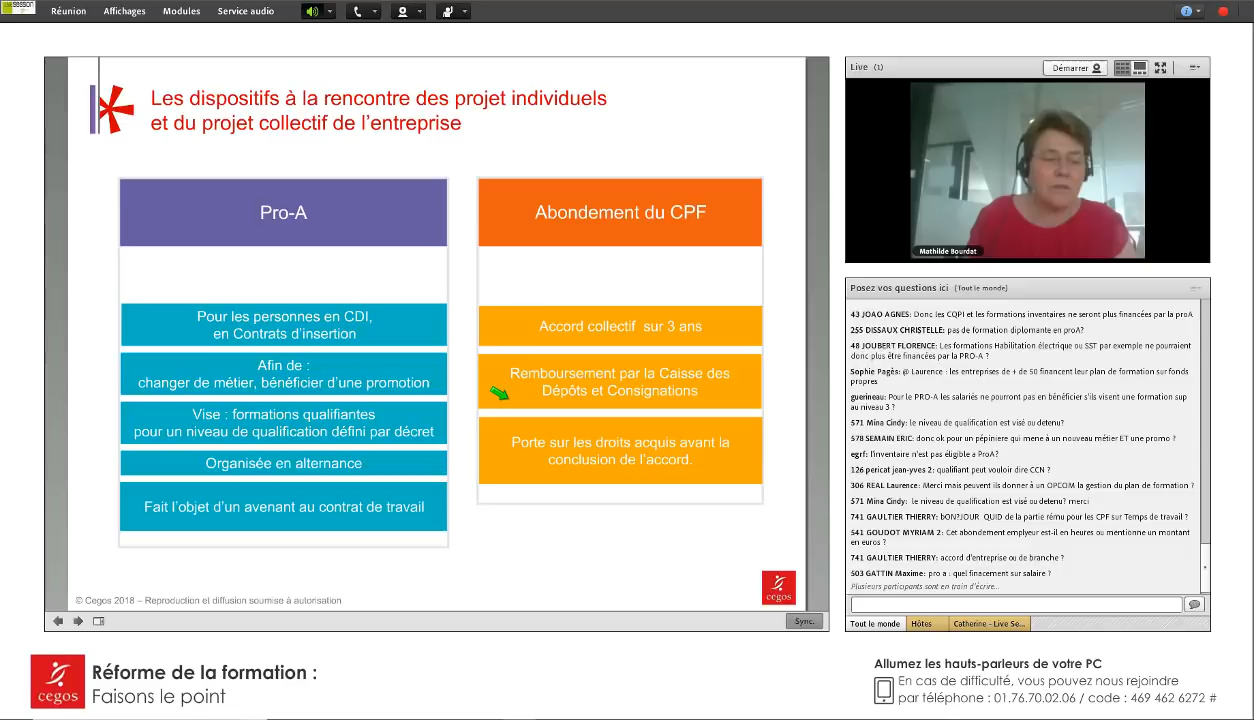 session
Réunion Affichages Modules Service audio
Les dispositifs à la rencontre des projet individuels
et du projet collectif de l'entreprise
Pro-A
Pour les personnes en CDI,
en Contrats d'insertion
Afin de :
changer de métier, bénéficier d'une promotion
Vise : formations qualifiantes
pour un niveau de qualification défini par décret
Organisée en alternance
Fait l'objet d'un avenant au contrat de travail
Abondement du CPF
Accord collectif sur 3 ans
Remboursement par la Caisse des
Dépôts et Consignations
Porte sur les droits acquis avant la
conclusion de l'accord.
© Cegos 2018 – Reproduction et diffusion soumise à autorisation
cegos
Sync.
Live (1)
Démarrer
Mathilde Bourdat
Posez vos questions ici (Tout le monde)
43 JOAO AGNES: Donc les CQPI et les formations inventaires ne seront plus financées par la proA
255 DISSAUX CHRISTELLE: pas de formation diplomante en proA?
48 JOUBERT FLORENCE: Les formations Habilitation électrique ou SST par exemple ne pourraient
donc plus être financées par la PRO-A ?
Sophie Pagès: @ Laurence : les entreprises de + de 50 financent leur plan de formation sur fonds
propres
guerineau: Pour le PRO-A les salariés ne pourront pas en bénéficier s'ils visent une formation sup
au niveau 3 ?
571 Mina Cindy: le niveau de qualification est visé ou detenu?
578 SEMAIN ERIC: donc ok pour un pépiniere qui mene à un nouveau métier ET une promo ?
egrf: l'inventaire n'est pas éligible a ProA?
126 pericat jean-yves 2: qualifiant peut vouloir dire CCN ?
306 REAL Laurence: Merci mais peuvent ils donner à un OPCOM la gestion du plan de formation ?
571 Mina Cindy: le niveau de qualification est visé ou detenu? merci
741 GAULTIER THIERRY: bON?JOUR QUID de la partie rému pour les CPF sur Temps de travail ?
541 GOUDOT MYRIAM 2: Cet abondement emplyeur est-il en heures ou mentionne un montant
en euros ?
741 GAULTIER THIERRY: accord d'entreprise ou de branche ?
503 GATTIN Maxime: pro a : quel finacement sur salaire ?
Plusieurs participants sont en train d'écrire...
Tout le monde Hôtes Catherine - Live Se...
cegos
Réforme de la formation :
Faisons le point
Allumez les hauts-parleurs de votre PC
En cas de difficulté, vous pouvez nous rejoindre
par téléphone : 01.76.70.02.06 / code : 469 462 6272 #